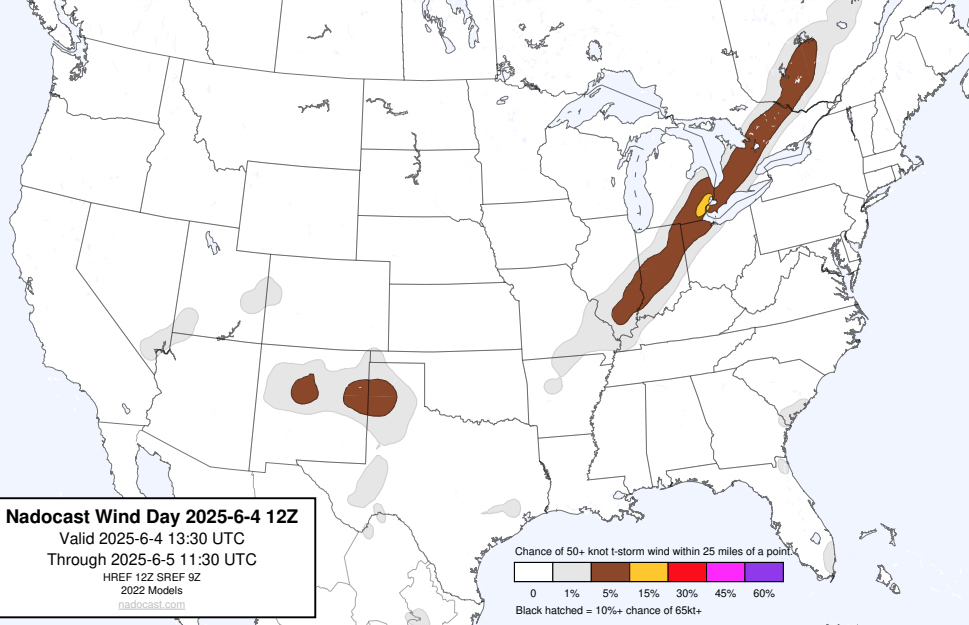 Nadocast Wind Day 2025-6-4 12Z
Valid 2025-6-4 13:30 UTC
Through 2025-6-5 11:30 UTC
HREF 12Z SREF 9Z
2022 Models
nadocast.com
Chance of 50+ knot t-storm wind within 25 miles of a point.
0 1% 5% 15% 30% 45% 60%
Black hatched = 10%+ chance of 65kt+